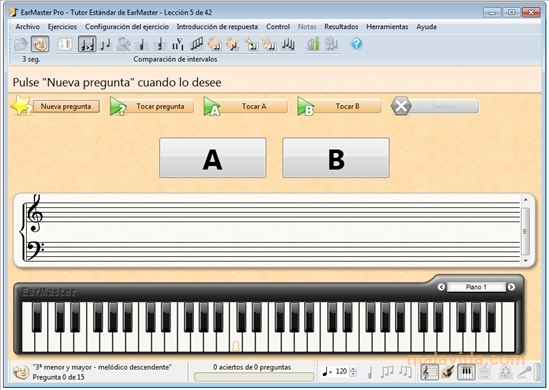 EarMaster Pro - Tutor Estándar de EarMaster - Lección 5 de 42
Archivo Ejercicios Configuración del ejercicio Introducción de respuesta Control Notas Resultados Herramientas Ayuda
3 seg. Comparación de intervalos
Pulse "Nueva pregunta" cuando lo desee
Nueva pregunta Tocar pregunta Tocar A Tocar B Detener
A B
EarMaster Piano 1
"3ª menor y mayor - melódico descendente" 0 aciertos de 0 preguntas = 120
Pregunta 0 de 15
malavida.com